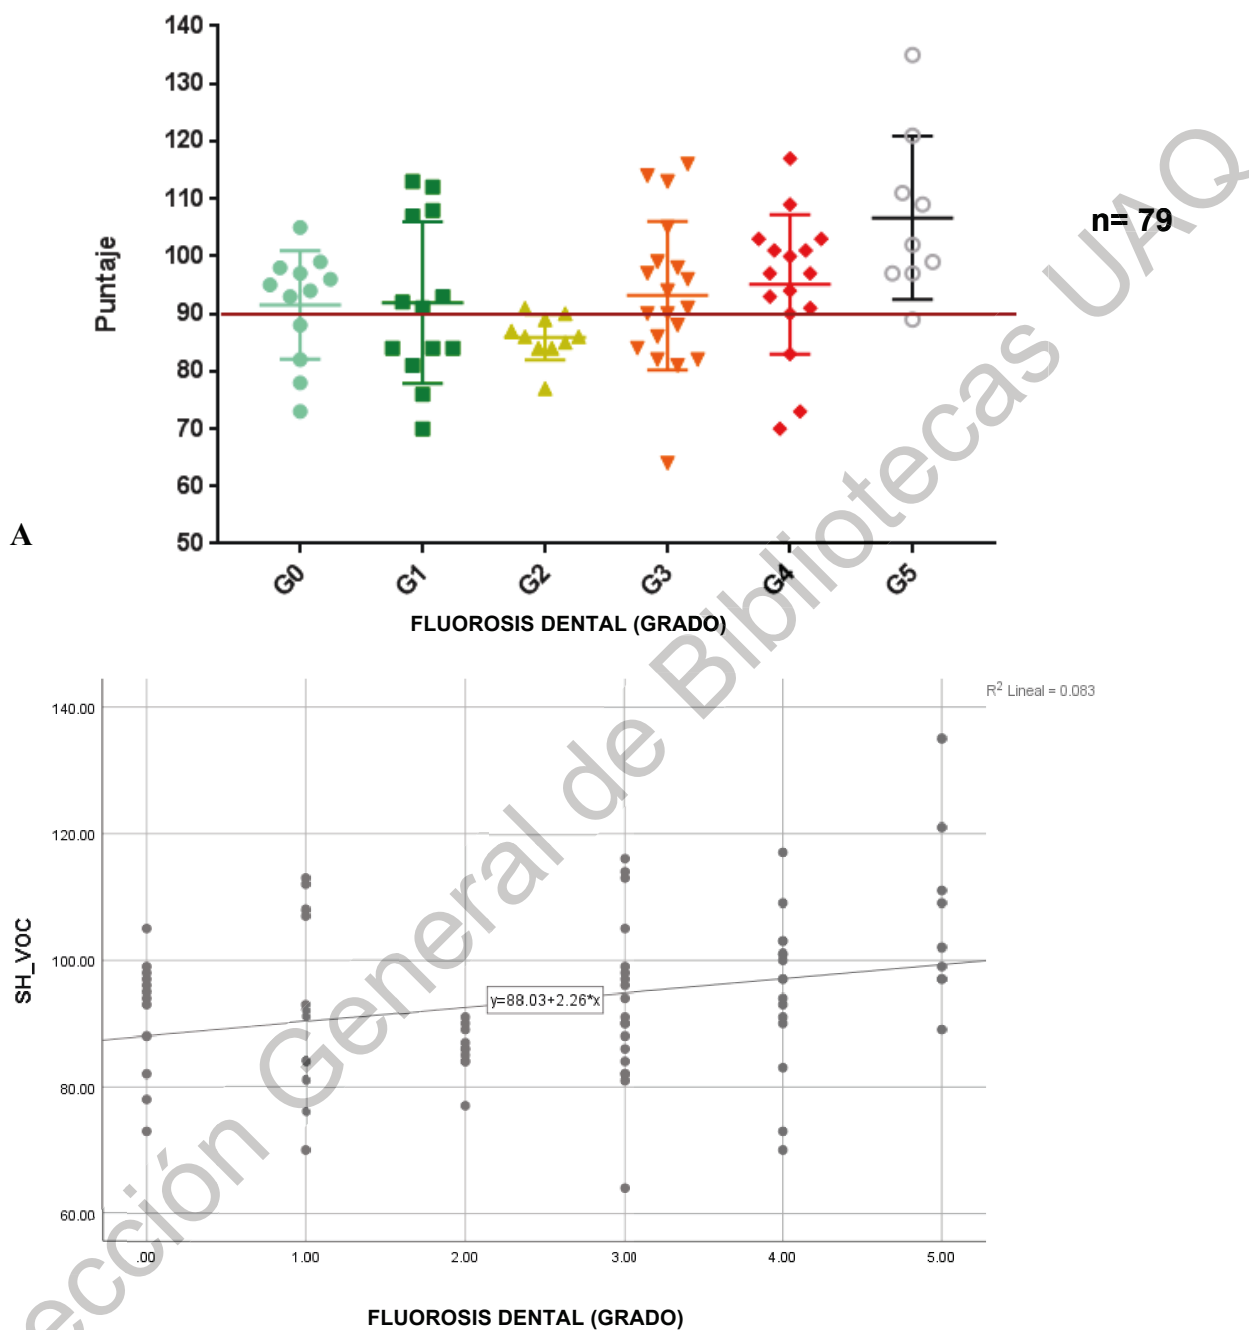 140
130
120
110
100
90
80
70
60
50
Puntaje
n= 79
A
G0 G1 G2 G3 G4 G5
FLUOROSIS DENTAL (GRADO)
R² Lineal = 0.083
140.00
120.00
100.00
80.00
60.00
SH_VOC
y=88.03+2.26*x
.00 1.00 2.00 3.00 4.00 5.00
FLUOROSIS DENTAL (GRADO)
ección General de Bibliotecas UAQ